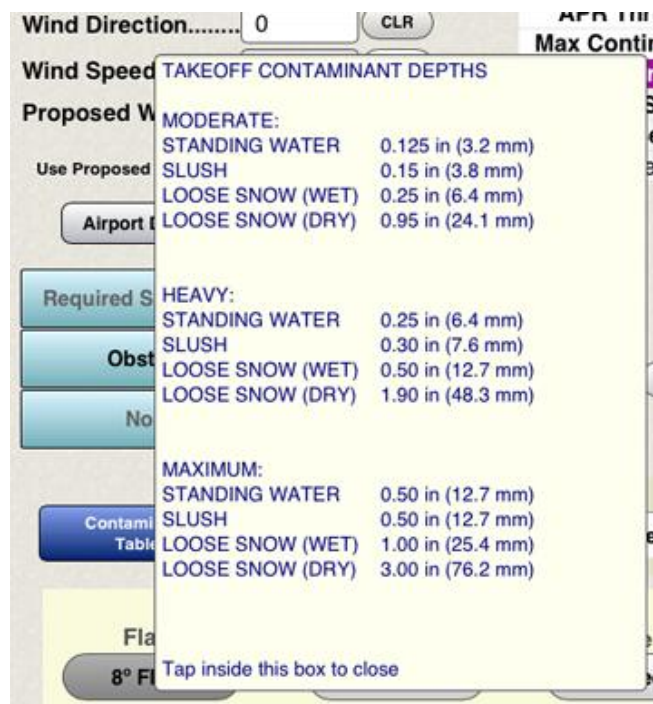 Wind Direction........ 0 CLR
Max Conti
Wind Speed
Proposed W
Use Proposed
Airport
Required S
Obst
No
Contami
Table
Fla
8° Fl
TAKEOFF CONTAMINANT DEPTHS
MODERATE:
STANDING WATER 0.125 in (3.2 mm)
SLUSH 0.15 in (3.8 mm)
LOOSE SNOW (WET) 0.25 in (6.4 mm)
LOOSE SNOW (DRY) 0.95 in (24.1 mm)
HEAVY:
STANDING WATER 0.25 in (6.4 mm)
SLUSH 0.30 in (7.6 mm)
LOOSE SNOW (WET) 0.50 in (12.7 mm)
LOOSE SNOW (DRY) 1.90 in (48.3 mm)
MAXIMUM:
STANDING WATER 0.50 in (12.7 mm)
SLUSH 0.50 in (12.7 mm)
LOOSE SNOW (WET) 1.00 in (25.4 mm)
LOOSE SNOW (DRY) 3.00 in (76.2 mm)
Tap inside this box to close